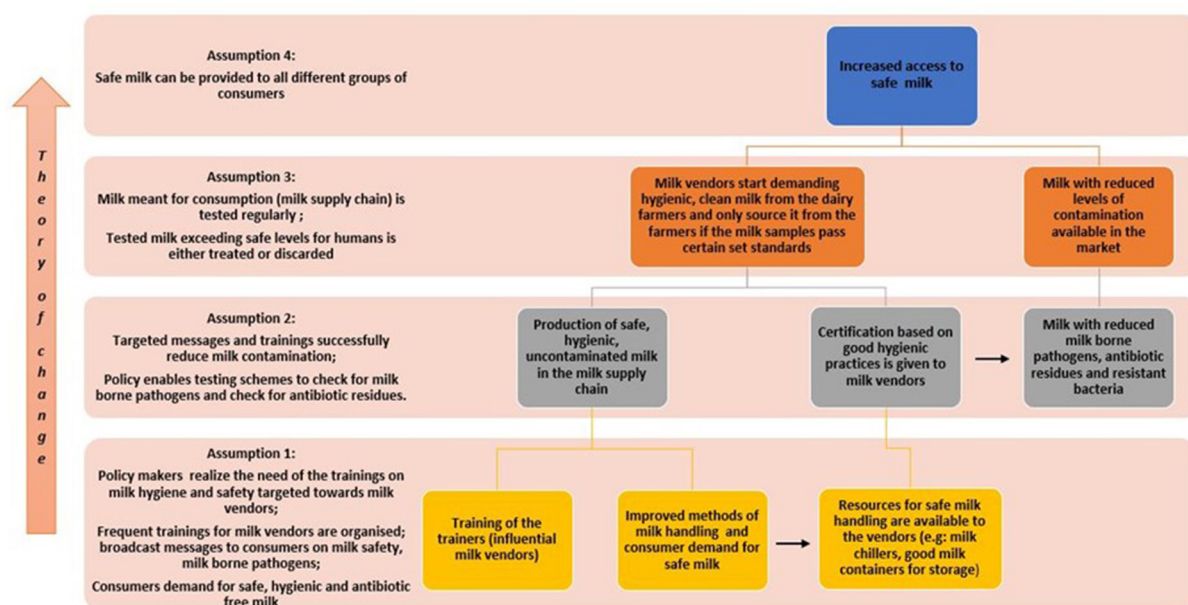 Theory of change
Assumption 4:
Safe milk can be provided to all different groups of
consumers
Increased access to
safe milk
Assumption 3:
Milk meant for consumption (milk supply chain) is
tested regularly ;
Tested milk exceeding safe levels for humans is
either treated or discarded
Milk vendors start demanding
hygienic, clean milk from the dairy
farmers and only source it from the
farmers if the milk samples pass
certain set standards
Milk with reduced
levels of
contamination
available in the
market
Assumption 2:
Targeted messages and trainings successfully
reduce milk contamination;
Policy enables testing schemes to check for milk
borne pathogens and check for antibiotic residues.
Production of safe,
hygienic,
uncontaminated milk
in the milk supply
chain
Certification based on
good hygienic
practices is given to
milk vendors
Milk with reduced
milk borne
pathogens, antibiotic
residues and resistant
bacteria
Assumption 1:
Policy makers realize the need of the trainings on
milk hygiene and safety targeted towards milk
vendors;
Frequent trainings for milk vendors are organised;
broadcast messages to consumers on milk safety,
milk borne pathogens;
Consumers demand for safe, hygienic and antibiotic
free milk
Training of the
trainers (influential
milk vendors)
Improved methods of
milk handling and
consumer demand for
safe milk
Resources for safe milk
handling are available to
the vendors (e.g: milk
chillers, good milk
containers for storage)